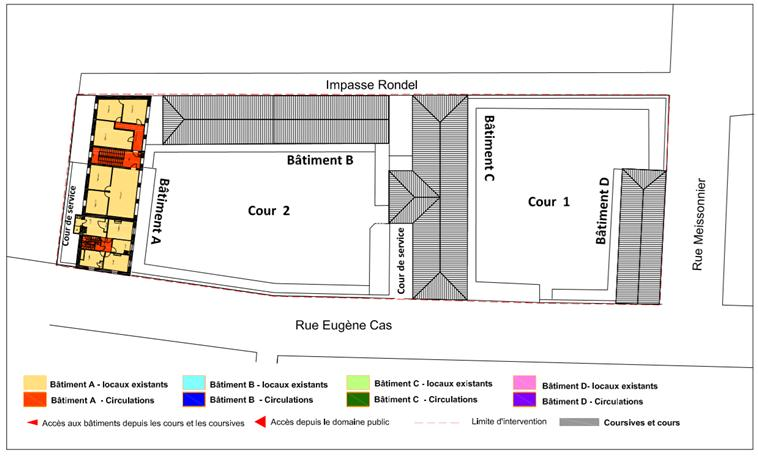 Impasse Rondel
Bâtiment B
Bâtiment C
Bâtiment D
Cour 1
Cour 2
Bâtiment A
Cour de service
Cour de service
Rue Meissonnier
Rue Eugène Cas
Bâtiment A - locaux existants
Bâtiment B - locaux existants
Bâtiment C - locaux existants
Bâtiment D- locaux existants
Bâtiment A - Circulations
Bâtiment B - Circulations
Bâtiment C - Circulations
Bâtiment D - Circulations
Accès aux bâtiments depuis les cours et les coursives
Accès depuis le domaine public
Limite d'intervention
Coursives et cours